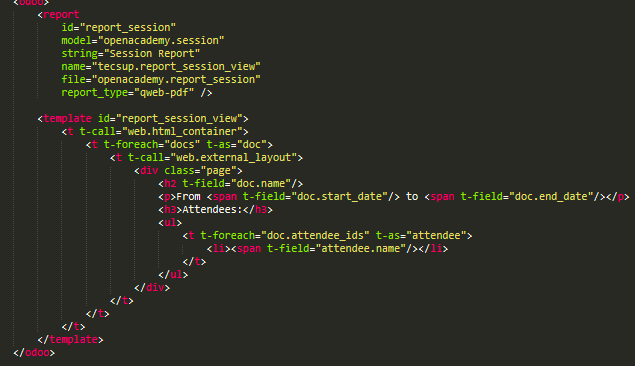 <odoo>
<report
id="report_session"
model="openacademy.session"
string="Session Report"
name="tecsup.report_session_view"
file="openacademy.report_session"
report_type="qweb-pdf" />
<template id="report_session_view">
<t t-call="web.html_container">
<t t-foreach="docs" t-as="doc">
<t t-call="web.external_layout">
<div class="page">
<h2 t-field="doc.name"/>
<p>From <span t-field="doc.start_date"/> to <span t-field="doc.end_date"/></p>
<h3>Attendees:</h3>
<ul>
<t t-foreach="doc.attendee_ids" t-as="attendee">
<li><span t-field="attendee.name"/></li>
</t>
</ul>
</div>
</t>
</t>
</t>
</template>
</odoo>